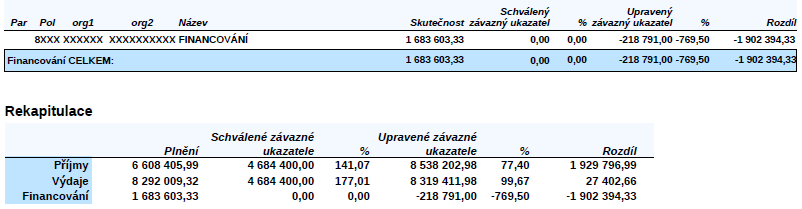 Schválený Upravený
Par Pol org1 org2 Název Skutečnost závazný ukazatel % závazný ukazatel % Rozdíl
8XXX XXXXXX XXXXXXXXXX FINANCOVÁNÍ 1 683 603,33 0,00 0,00 -218 791,00 -769,50 -1 902 394,33
Financování CELKEM: 1 683 603,33 0,00 0,00 -218 791,00 -769,50 -1 902 394,33
Rekapitulace
Schválené závazné Upravené závazné
Plnění ukazatele % ukazatele % Rozdíl
Příjmy 6 608 405,99 4 684 400,00 141,07 8 538 202,98 77,40 1 929 796,99
Výdaje 8 292 009,32 4 684 400,00 177,01 8 319 411,98 99,67 27 402,66
Financování 1 683 603,33 0,00 0,00 -218 791,00 -769,50 -1 902 394,33